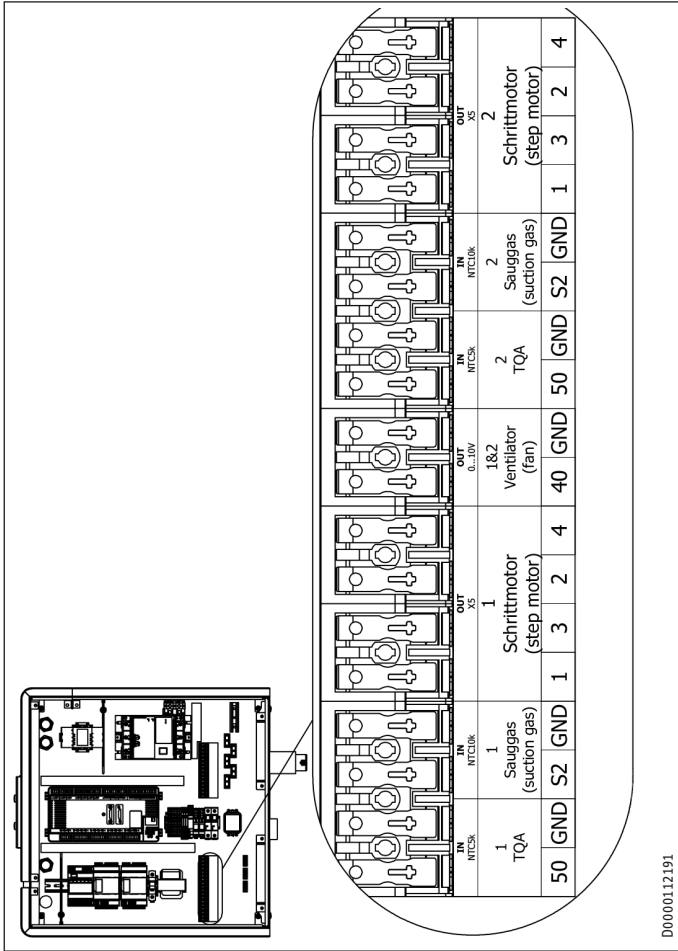 IN
NTC5k
1
TQA
50 GND
IN
NTC10k
1
Sauggas
(suction gas)
S2 GND
OUT
X5
1
Schrittmotor
(step motor)
1 3 2 4
OUT
0...10V
1&2
Ventilator
(fan)
40 GND
IN
NTC5k
2
TQA
50 GND
IN
NTC10k
2
Sauggas
(suction gas)
S2 GND
OUT
X5
2
Schrittmotor
(step motor)
1 3 2 4
D0000112191